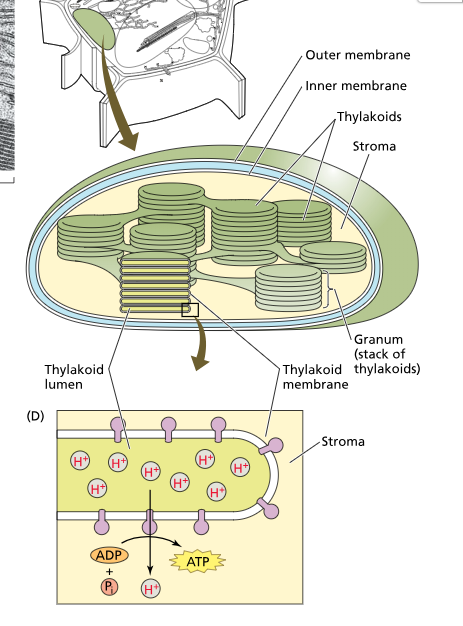 Outer membrane
Inner membrane
Thylakoids
Stroma
Granum
(stack of
thylakoids)
Thylakoid
lumen
Thylakoid
membrane
(D)
Stroma
H+ H+ H+ H+ H+
H+ H+ H+
ADP
+
Pi
ATP
H+